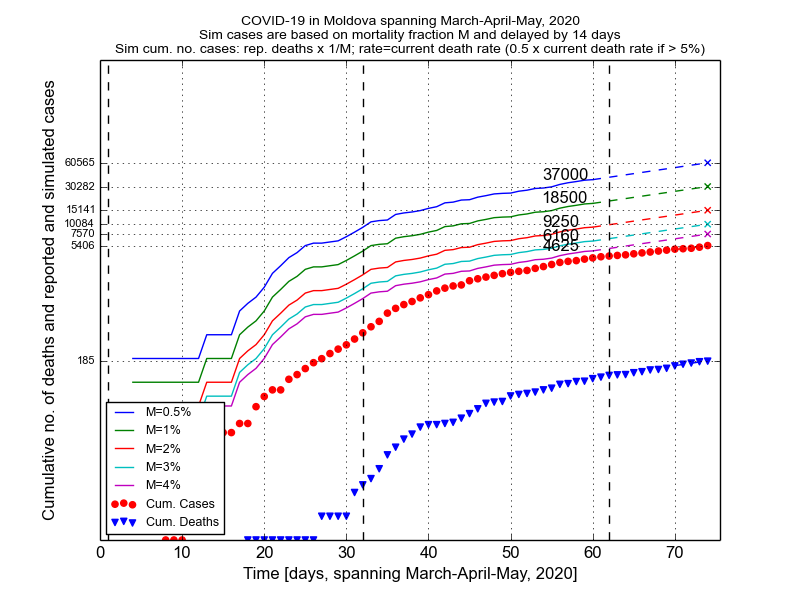 COVID-19 in Moldova spanning March-April-May, 2020
Sim cases are based on mortality fraction M and delayed by 14 days
Sim cum. no. cases: rep. deaths x 1/M; rate=current death rate (0.5 x current death rate if > 5%)
Cumulative no. of deaths and reported and simulated cases
60565
30282
15141
10084
7570
5406
185
37000
18500
9250
6160
4625
M=0.5%
M=1%
M=2%
M=3%
M=4%
Cum. Cases
Cum. Deaths
0 10 20 30 40 50 60 70
Time [days, spanning March-April-May, 2020]